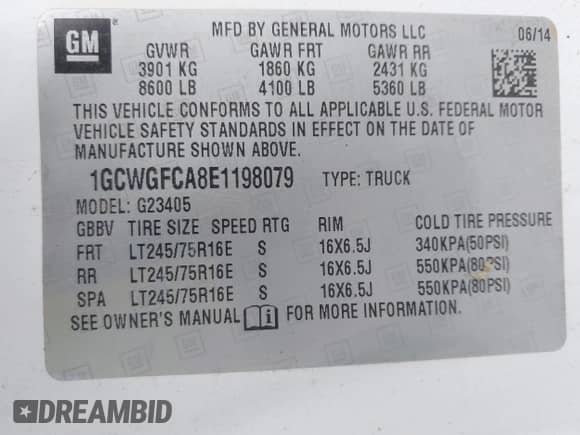 GM
MFD BY GENERAL MOTORS LLC 06/14
GVWR GAWR FRT GAWR RR
3901 KG 1860 KG 2431 KG
8600 LB 4100 LB 5360 LB
THIS VEHICLE CONFORMS TO ALL APPLICABLE U.S. FEDERAL MOTOR
VEHICLE SAFETY STANDARDS IN EFFECT ON THE DATE OF
MANUFACTURE SHOWN ABOVE.
1GCWGFCA8E1198079 TYPE: TRUCK
MODEL: G23405
GBBV TIRE SIZE SPEED RTG RIM COLD TIRE PRESSURE
FRT LT245/75R16E S 16X6.5J 340KPA(50PSI)
RR LT245/75R16E S 16X6.5J 550KPA(80PSI)
SPA LT245/75R16E S 16X6.5J 550KPA(80PSI)
SEE OWNER'S MANUAL i FOR MORE INFORMATION.
DREAMBID